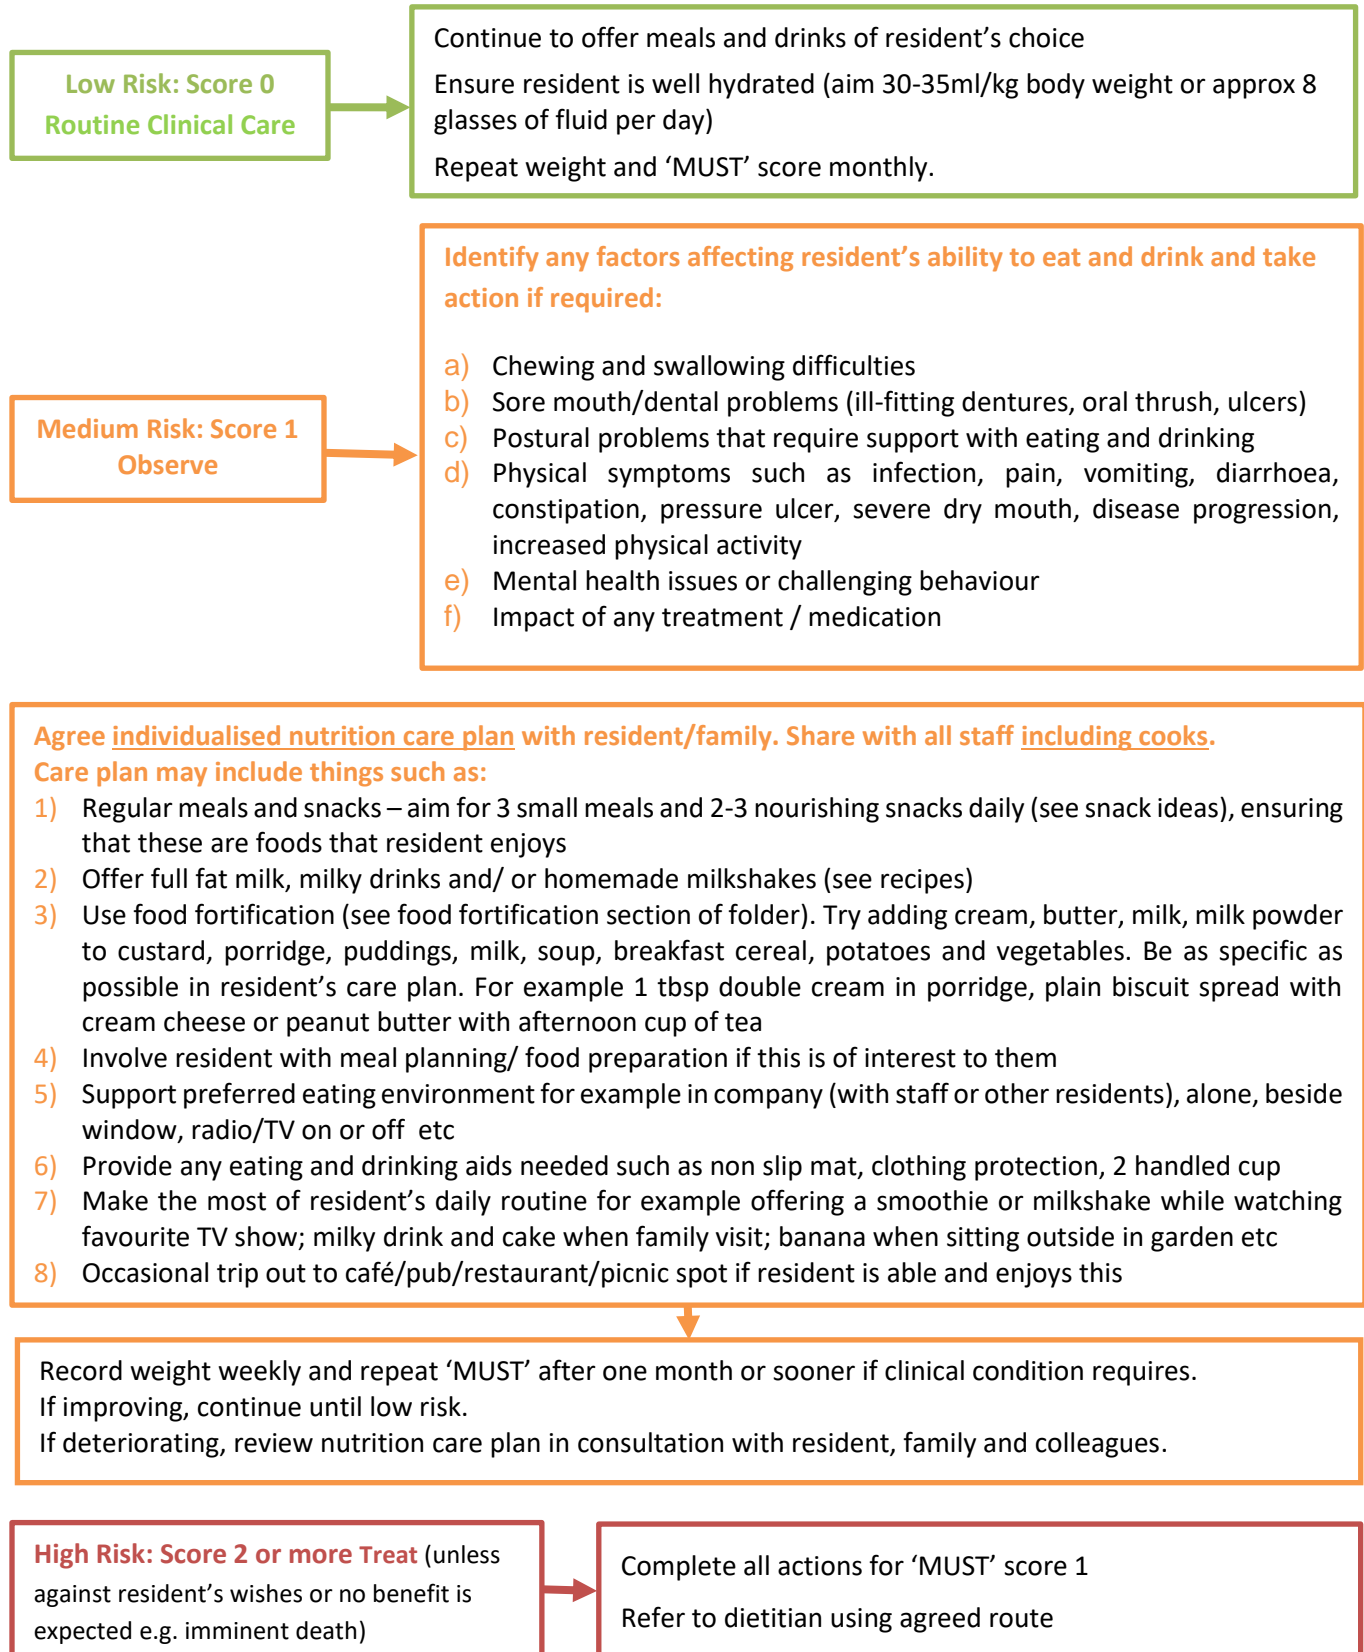 Low Risk: Score 0
Routine Clinical Care
Continue to offer meals and drinks of resident’s choice
Ensure resident is well hydrated (aim 30-35ml/kg body weight or approx 8
glasses of fluid per day)
Repeat weight and ‘MUST’ score monthly.
Medium Risk: Score 1
Observe
Identify any factors affecting resident’s ability to eat and drink and take
action if required:
a) Chewing and swallowing difficulties
b) Sore mouth/dental problems (ill-fitting dentures, oral thrush, ulcers)
c) Postural problems that require support with eating and drinking
d) Physical symptoms such as infection, pain, vomiting, diarrhoea,
constipation, pressure ulcer, severe dry mouth, disease progression,
increased physical activity
e) Mental health issues or challenging behaviour
f) Impact of any treatment / medication
Agree individualised nutrition care plan with resident/family. Share with all staff including cooks.
Care plan may include things such as:
1) Regular meals and snacks – aim for 3 small meals and 2-3 nourishing snacks daily (see snack ideas), ensuring
that these are foods that resident enjoys
2) Offer full fat milk, milky drinks and/ or homemade milkshakes (see recipes)
3) Use food fortification (see food fortification section of folder). Try adding cream, butter, milk, milk powder
to custard, porridge, puddings, milk, soup, breakfast cereal, potatoes and vegetables. Be as specific as
possible in resident’s care plan. For example 1 tbsp double cream in porridge, plain biscuit spread with
cream cheese or peanut butter with afternoon cup of tea
4) Involve resident with meal planning/ food preparation if this is of interest to them
5) Support preferred eating environment for example in company (with staff or other residents), alone, beside
window, radio/TV on or off etc
6) Provide any eating and drinking aids needed such as non slip mat, clothing protection, 2 handled cup
7) Make the most of resident’s daily routine for example offering a smoothie or milkshake while watching
favourite TV show; milky drink and cake when family visit; banana when sitting outside in garden etc
8) Occasional trip out to café/pub/restaurant/picnic spot if resident is able and enjoys this
Record weight weekly and repeat ‘MUST’ after one month or sooner if clinical condition requires.
If improving, continue until low risk.
If deteriorating, review nutrition care plan in consultation with resident, family and colleagues.
High Risk: Score 2 or more Treat (unless
against resident’s wishes or no benefit is
expected e.g. imminent death)
Complete all actions for ‘MUST’ score 1
Refer to dietitian using agreed route